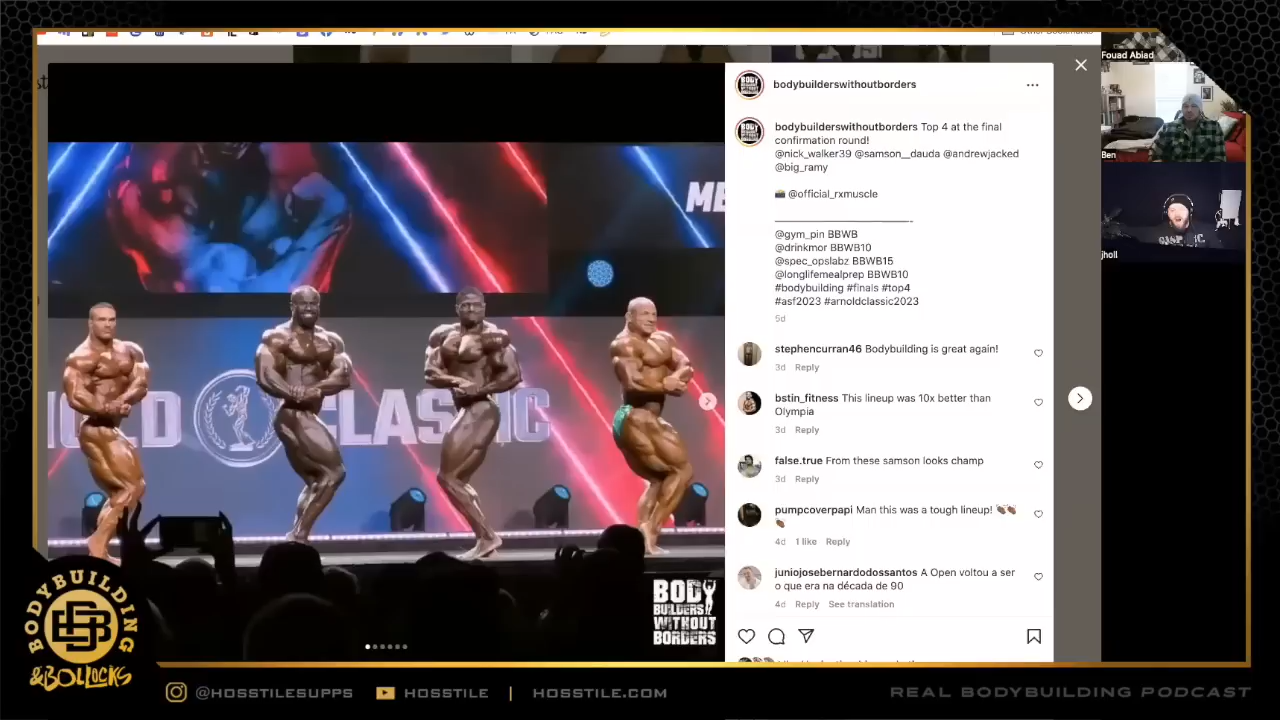 Other Bookmarks
Fouad Abiad
bodybuilderswithoutborders
bodybuilderswithoutborders Top 4 at the final
confirmation round!
@nick_walker39 @samson__dauda @andrewjacked
@big_ramy
@official_rxmuscle
@gym_pin BBWB
@drinkmor BBWB10
@spec_opslabz BBWB15
@longlifemealprep BBWB10
#bodybuilding #finals #top4
#asf2023 #arnoldclassic2023
5d
stephencurran46 Bodybuilding is great again!
3d Reply
bstin_fitness This lineup was 10x better than
Olympia
3d Reply
false.true From these samson looks champ
3d Reply
pumpcoverpapi Man this was a tough lineup!
4d 1 like Reply
juniojosebernardodossantos A Open voltou a ser
o que era na década de 90
4d Reply See translation
Ben
jholl
ME
NOLD CLASSIC
BODY
BUILDERS
WITHOUT
BORDERS
BODYBUILDING
& BOLLOCKS
@HOSSTILESUPPS HOSSTILE | HOSSTILE.COM
REAL BODYBUILDING PODCAST